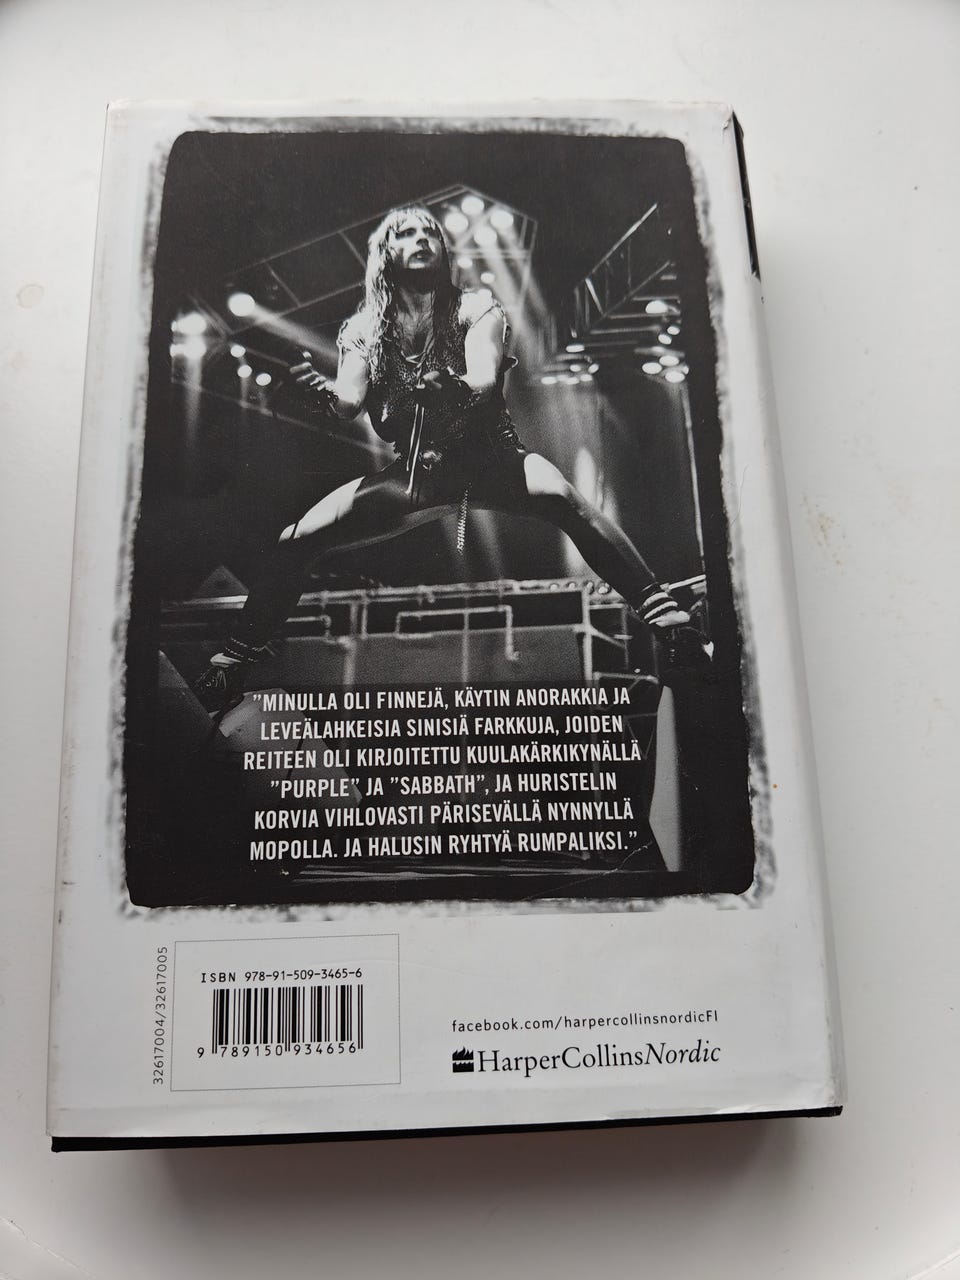 ”MINULLA OLI FINNEJÄ, KÄYTIN ANORAKKIA JA
LEVEÄLAHKEISIA SINISIÄ FARKKUJA, JOIDEN
REITEEN OLI KIRJOITETTU KUULAKÄRKIKYNÄLLÄ
”PURPLE” JA ”SABBATH”, JA HURISTELIN
KORVIA VIHLOVASTI PÄRISEVÄLLÄ NYNNYLLÄ
MOPOLLA. JA HALUSIN RYHTYÄ RUMPALIKSI.”
32617004/32617005
ISBN 978-91-509-3465-6
9 789150 934656
facebook.com/harpercollinsnordicFI
HarperCollinsNordic